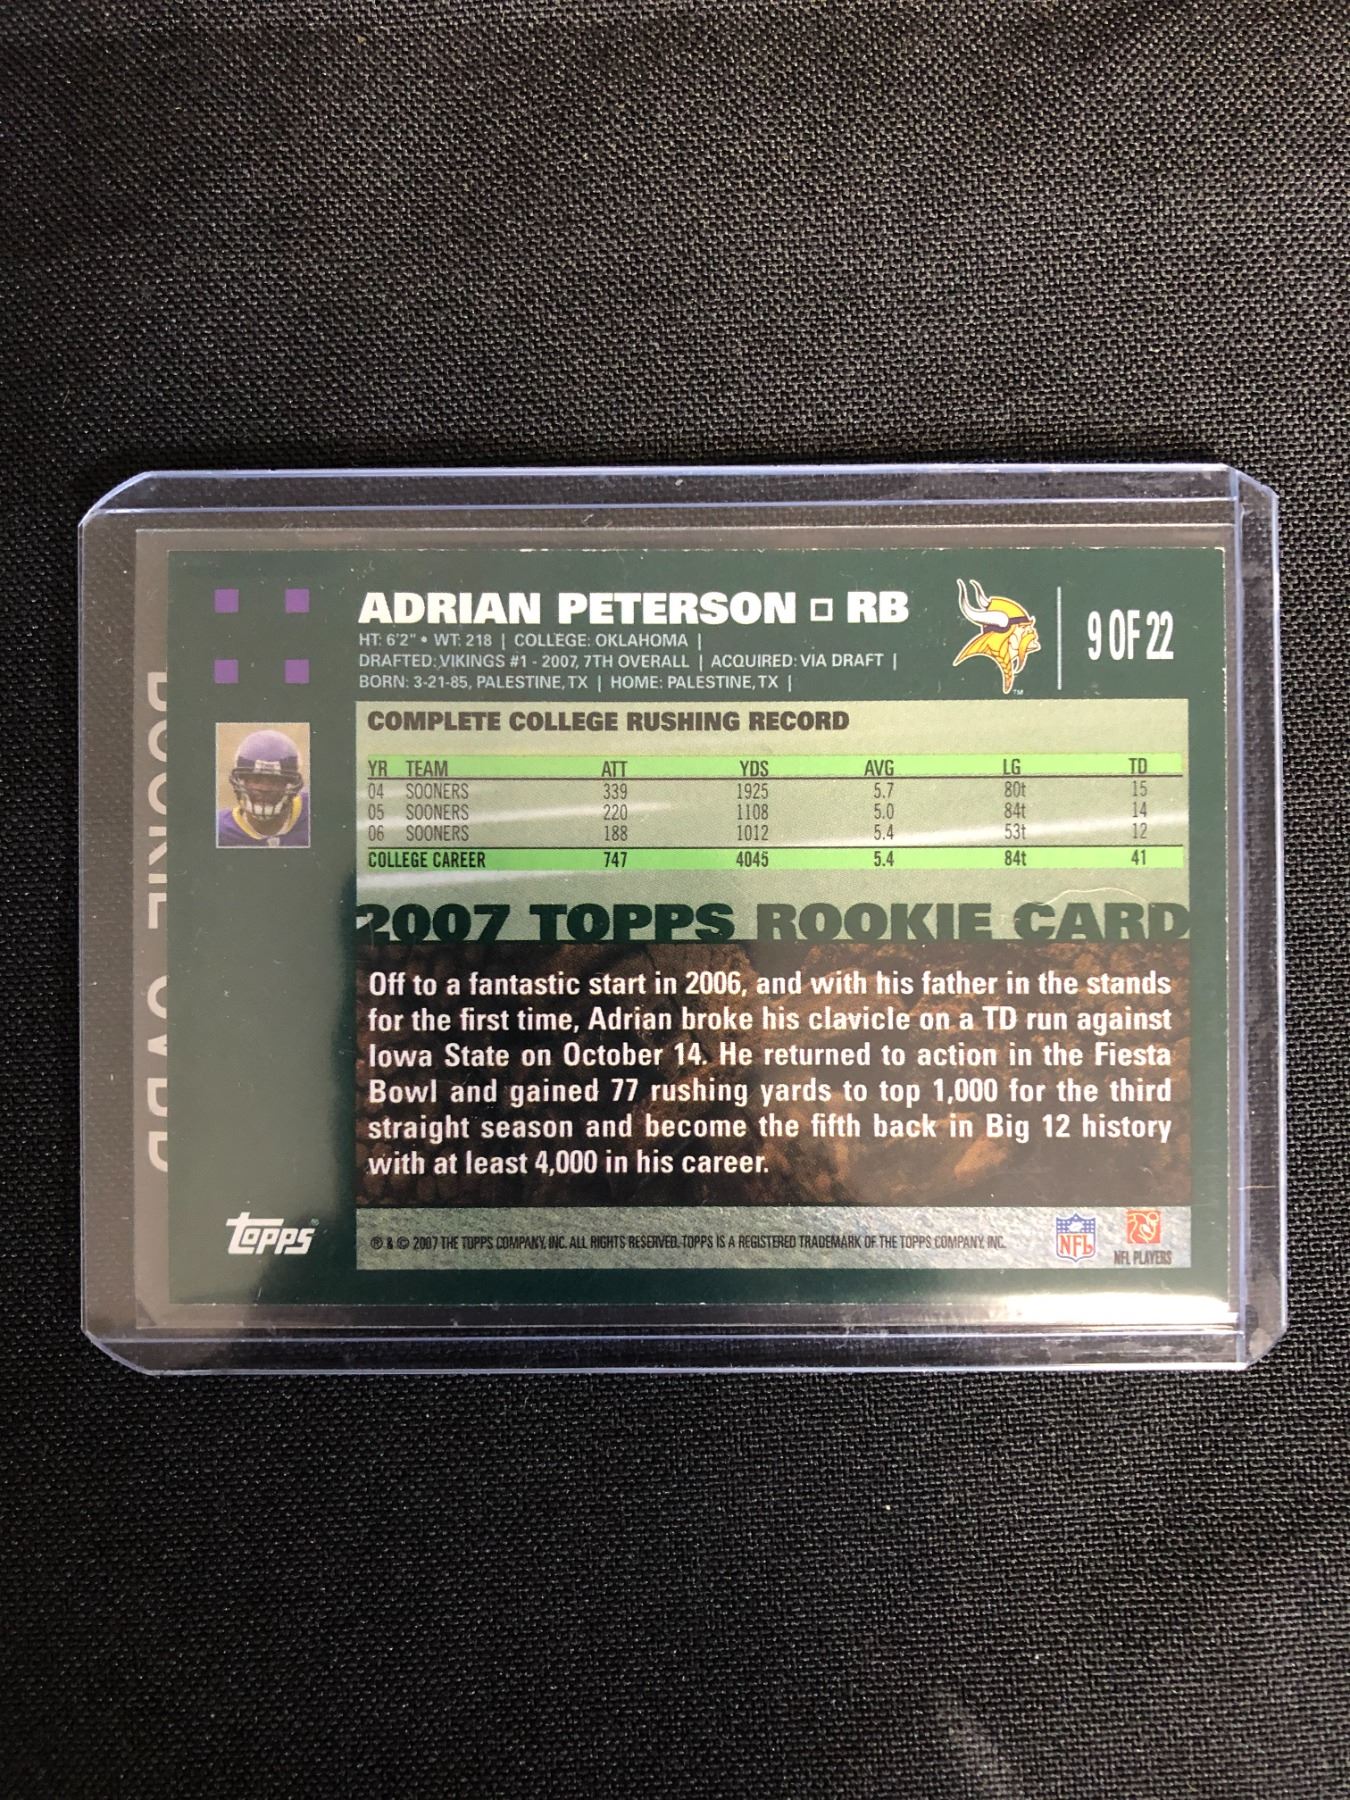 ADRIAN PETERSON □ RB
HT: 6'2" • WT: 218 | COLLEGE: OKLAHOMA |
DRAFTED: VIKINGS #1 - 2007, 7TH OVERALL | ACQUIRED: VIA DRAFT |
BORN: 3-21-85, PALESTINE, TX | HOME: PALESTINE, TX |
TM
9 OF 22
COMPLETE COLLEGE RUSHING RECORD
YR TEAM ATT YDS AVG LG TD
04 SOONERS 339 1925 5.7 80t 15
05 SOONERS 220 1108 5.0 84t 14
06 SOONERS 188 1012 5.4 53t 12
COLLEGE CAREER 747 4045 5.4 84t 41
2007 TOPPS ROOKIE CARD
Off to a fantastic start in 2006, and with his father in the stands
for the first time, Adrian broke his clavicle on a TD run against
Iowa State on October 14. He returned to action in the Fiesta
Bowl and gained 77 rushing yards to top 1,000 for the third
straight season and become the fifth back in Big 12 history
with at least 4,000 in his career.
topps®
® & © 2007 THE TOPPS COMPANY, INC. ALL RIGHTS RESERVED. TOPPS IS A REGISTERED TRADEMARK OF THE TOPPS COMPANY, INC.
NFL
NFL PLAYERS